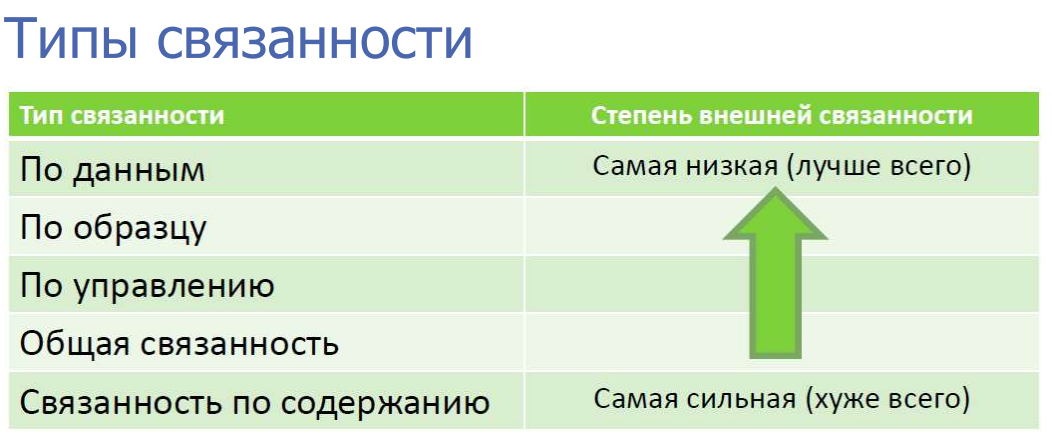 Типы связанности
Тип связанности
Степень внешней связанности
По данным
Самая низкая (лучше всего)
По образцу
По управлению
Общая связанность
Связанность по содержанию
Самая сильная (хуже всего)